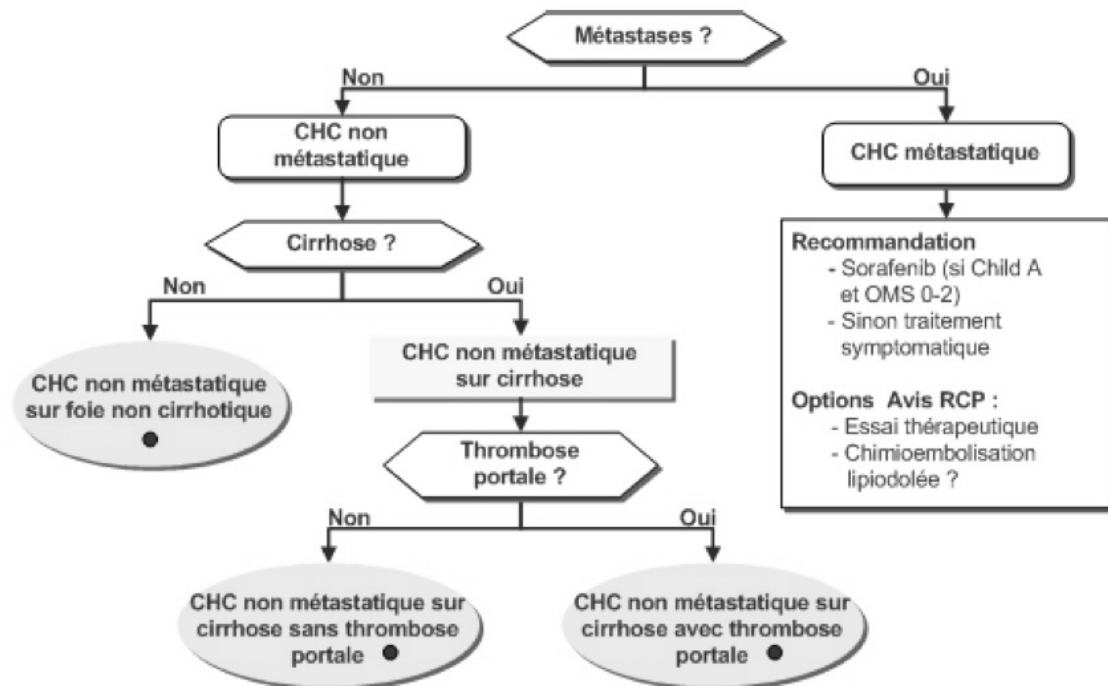 Métastases ?
Non
Oui
CHC non
métastatique
CHC métastatique
Cirrhose ?
Recommandation
- Sorafenib (si Child A
et OMS 0-2)
- Sinon traitement
symptomatique
Options Avis RCP :
- Essai thérapeutique
- Chimioembolisation
lipiodolée ?
Non
Oui
CHC non métastatique
sur foie non cirrhotique
CHC non métastatique
sur cirrhose
Thrombose
portale ?
Non
Oui
CHC non métastatique sur
cirrhose sans thrombose
portale
CHC non métastatique sur
cirrhose avec thrombose
portale